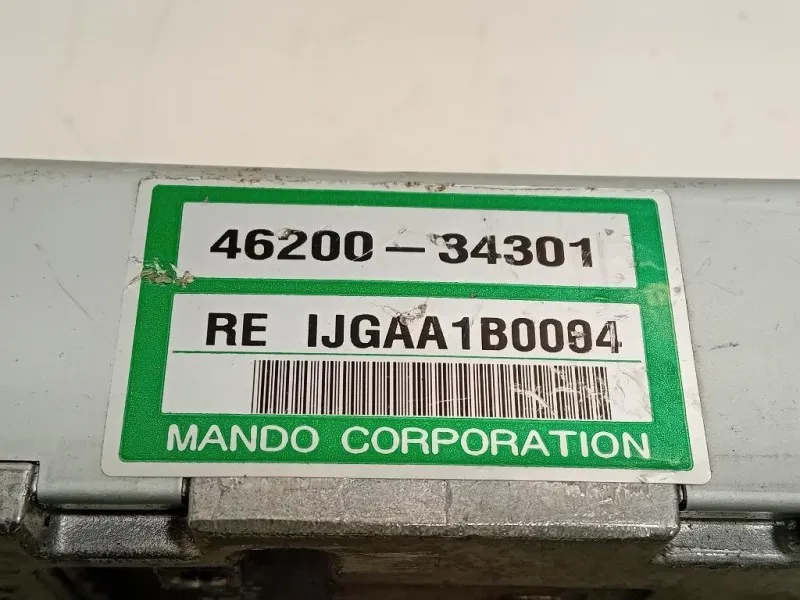 46200-34301
RE IJGAA1B0094
MANDO CORPORATION